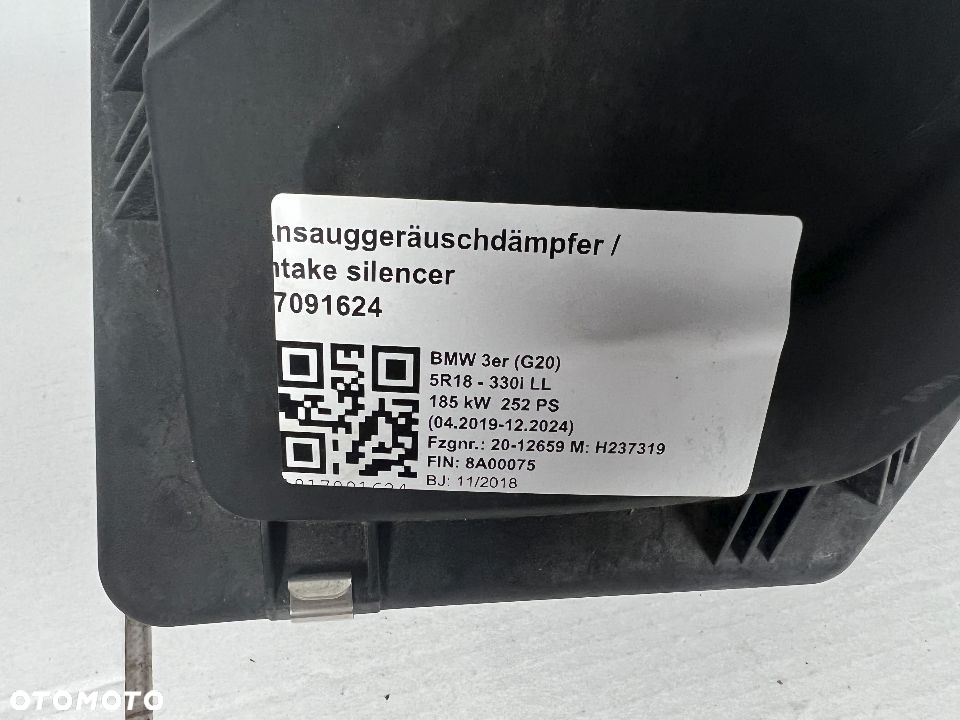 Ansauggeräuschdämpfer /
ntake silencer
7091624
BMW 3er (G20)
5R18 - 330i LL
185 kW 252 PS
(04.2019-12.2024)
Fzgnr.: 20-12659 M: H237319
FIN: 8A00075
BJ: 11/2018
OTOMOTO